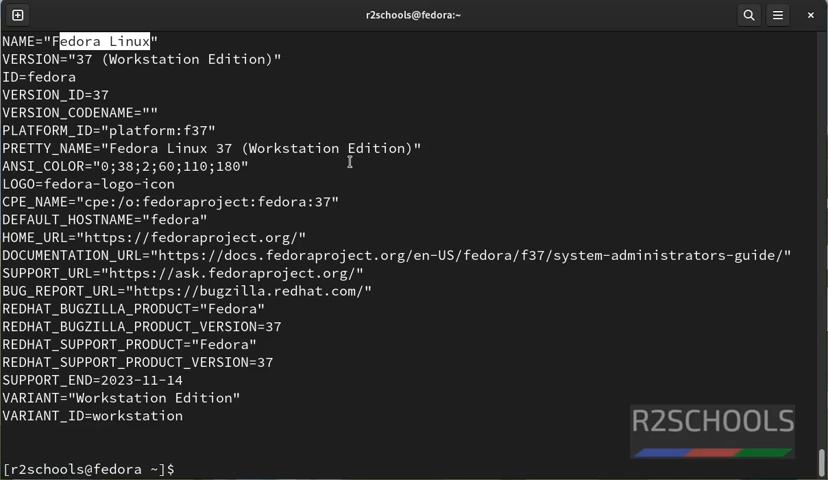 r2schools@fedora:~
NAME="Fedora Linux"
VERSION="37 (Workstation Edition)"
ID=fedora
VERSION_ID=37
VERSION_CODENAME=""
PLATFORM_ID="platform:f37"
PRETTY_NAME="Fedora Linux 37 (Workstation Edition)"
ANSI_COLOR="0;38;2;60;110;180"
LOGO=fedora-logo-icon
CPE_NAME="cpe:/o:fedoraproject:fedora:37"
DEFAULT_HOSTNAME="fedora"
HOME_URL="https://fedoraproject.org/"
DOCUMENTATION_URL="https://docs.fedoraproject.org/en-US/fedora/f37/system-administrators-guide/"
SUPPORT_URL="https://ask.fedoraproject.org/"
BUG_REPORT_URL="https://bugzilla.redhat.com/"
REDHAT_BUGZILLA_PRODUCT="Fedora"
REDHAT_BUGZILLA_PRODUCT_VERSION=37
REDHAT_SUPPORT_PRODUCT="Fedora"
REDHAT_SUPPORT_PRODUCT_VERSION=37
SUPPORT_END=2023-11-14
VARIANT="Workstation Edition"
VARIANT_ID=workstation
R2SCHOOLS
[r2schools@fedora ~]$